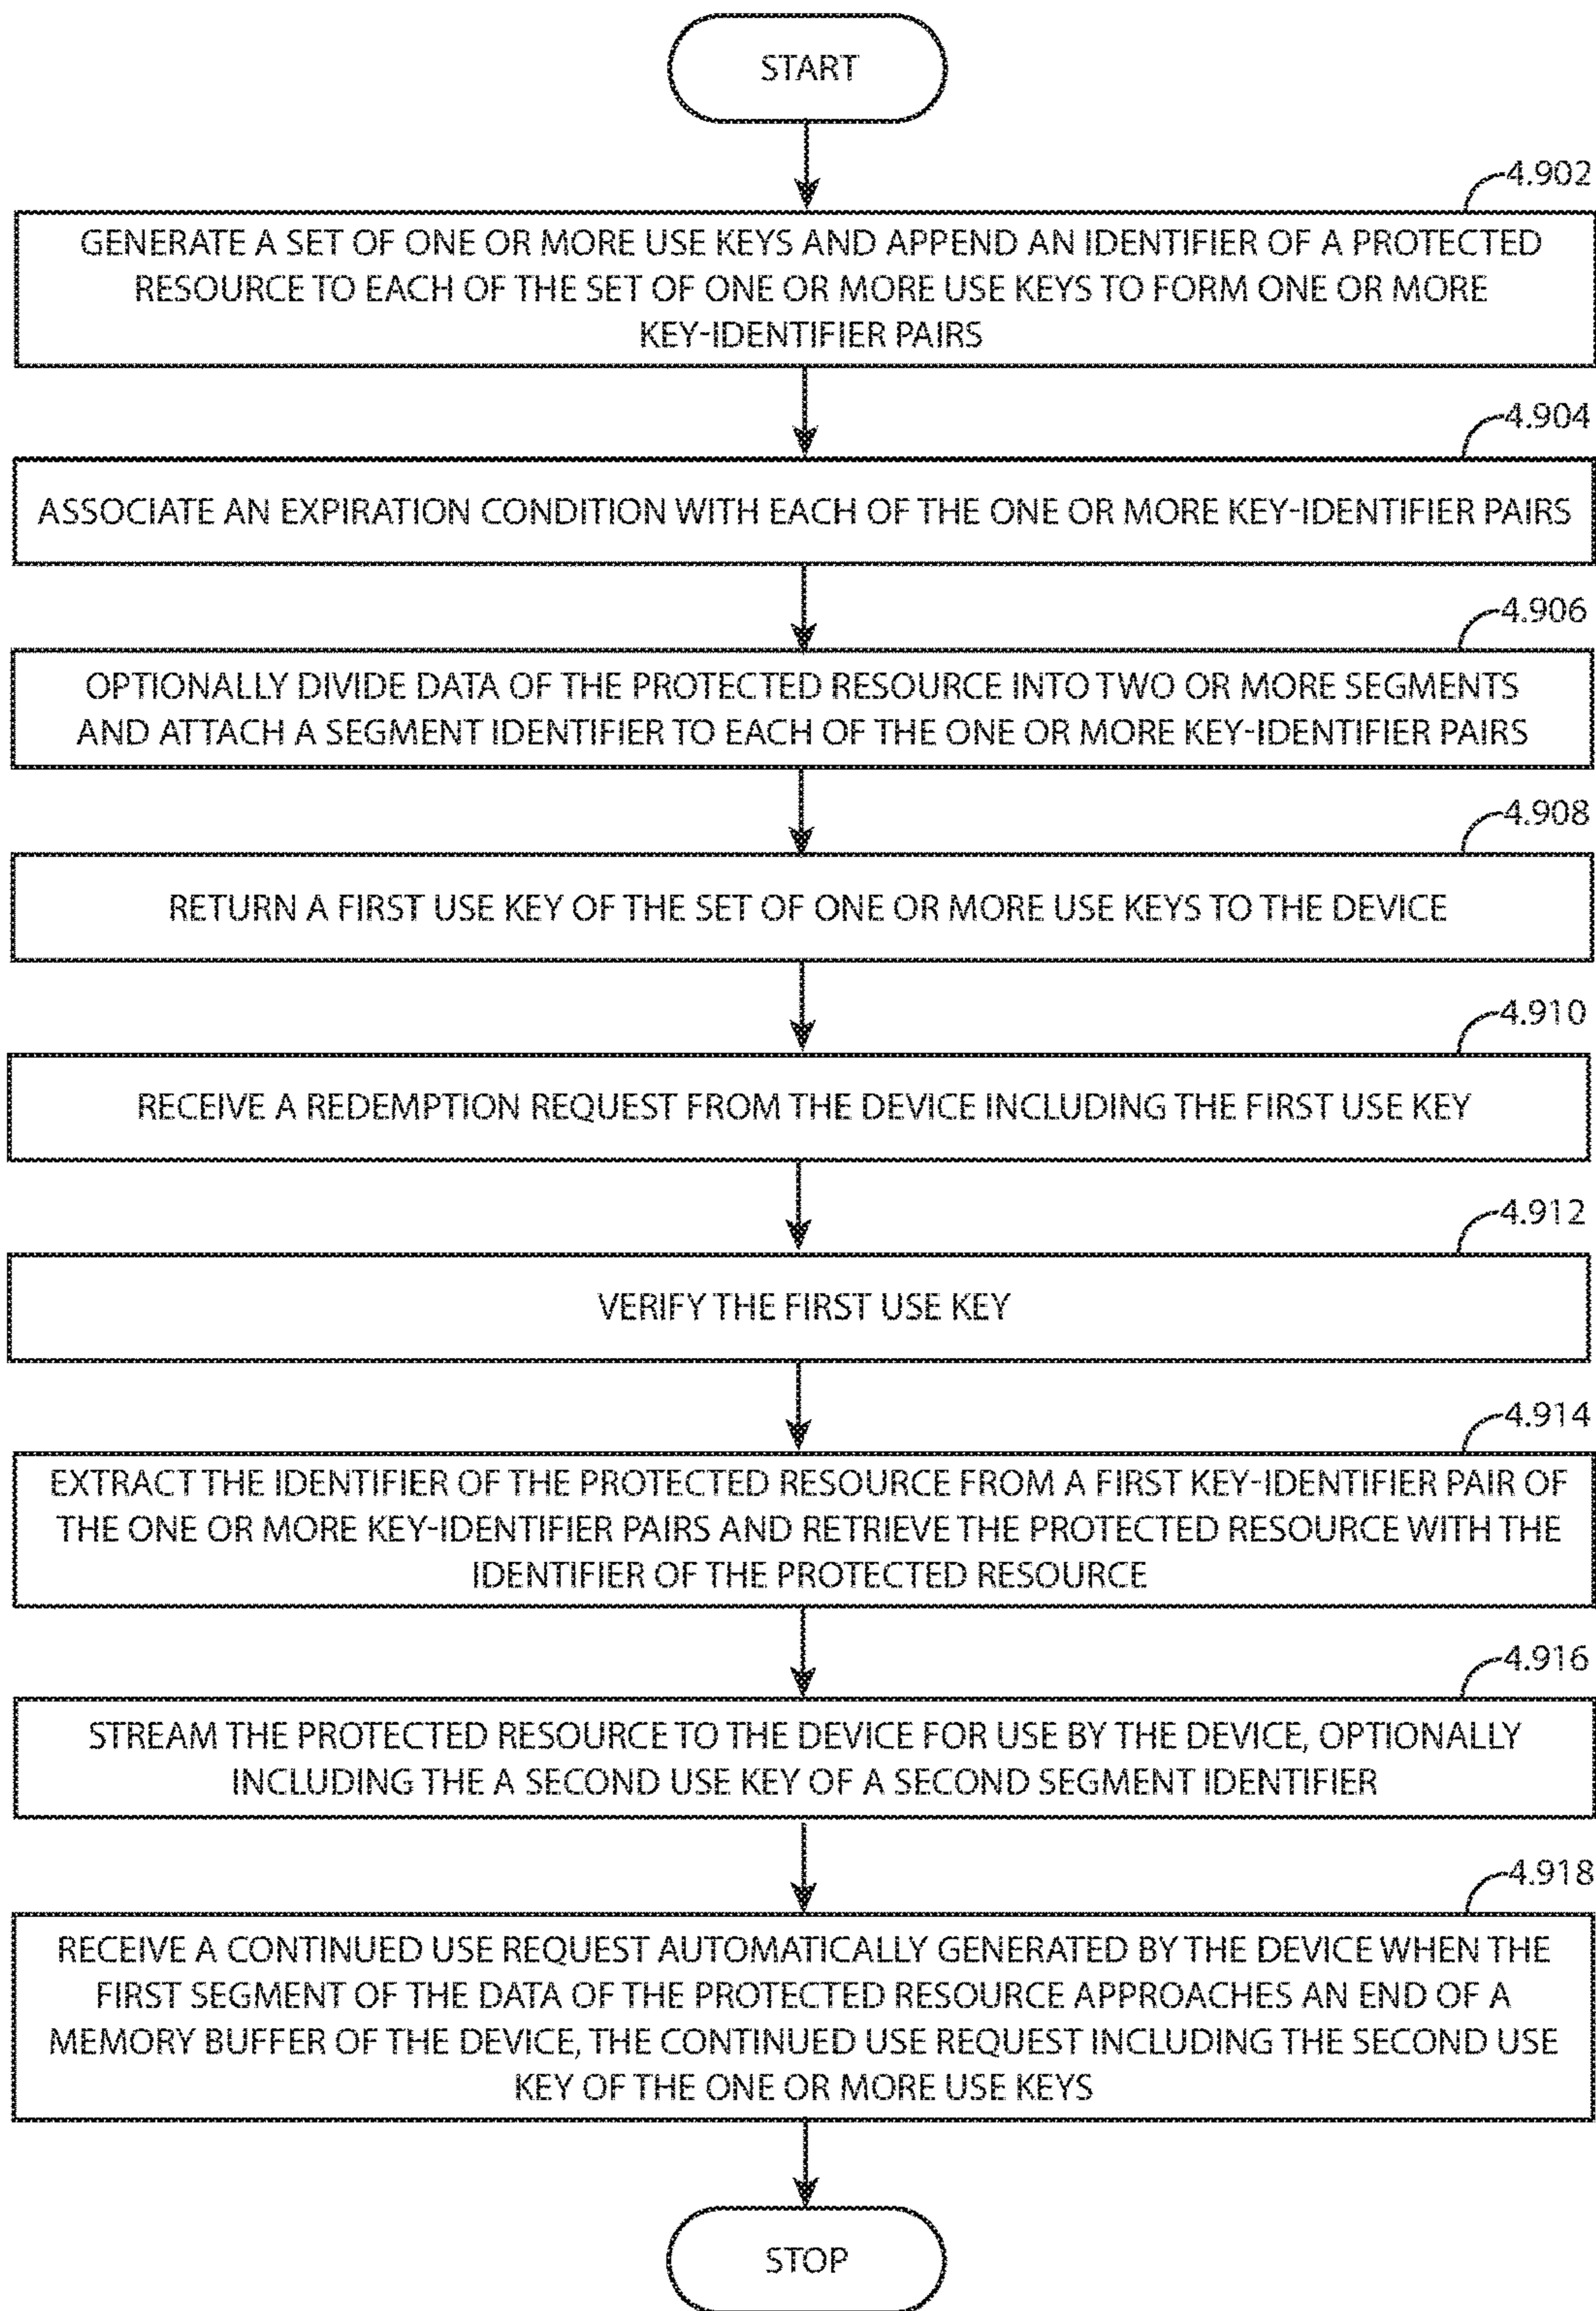 START
4.902
GENERATE A SET OF ONE OR MORE USE KEYS AND APPEND AN IDENTIFIER OF A PROTECTED
RESOURCE TO EACH OF THE SET OF ONE OR MORE USE KEYS TO FORM ONE OR MORE
KEY-IDENTIFIER PAIRS
4.904
ASSOCIATE AN EXPIRATION CONDITION WITH EACH OF THE ONE OR MORE KEY-IDENTIFIER PAIRS
4.906
OPTIONALLY DIVIDE DATA OF THE PROTECTED RESOURCE INTO TWO OR MORE SEGMENTS
AND ATTACH A SEGMENT IDENTIFIER TO EACH OF THE ONE OR MORE KEY-IDENTIFIER PAIRS
4.908
RETURN A FIRST USE KEY OF THE SET OF ONE OR MORE USE KEYS TO THE DEVICE
4.910
RECEIVE A REDEMPTION REQUEST FROM THE DEVICE INCLUDING THE FIRST USE KEY
4.912
VERIFY THE FIRST USE KEY
4.914
EXTRACT THE IDENTIFIER OF THE PROTECTED RESOURCE FROM A FIRST KEY-IDENTIFIER PAIR OF
THE ONE OR MORE KEY-IDENTIFIER PAIRS AND RETRIEVE THE PROTECTED RESOURCE WITH THE
IDENTIFIER OF THE PROTECTED RESOURCE
4.916
STREAM THE PROTECTED RESOURCE TO THE DEVICE FOR USE BY THE DEVICE, OPTIONALLY
INCLUDING THE A SECOND USE KEY OF A SECOND SEGMENT IDENTIFIER
4.918
RECEIVE A CONTINUED USE REQUEST AUTOMATICALLY GENERATED BY THE DEVICE WHEN THE
FIRST SEGMENT OF THE DATA OF THE PROTECTED RESOURCE APPROACHES AN END OF A
MEMORY BUFFER OF THE DEVICE, THE CONTINUED USE REQUEST INCLUDING THE SECOND USE
KEY OF THE ONE OR MORE USE KEYS
STOP